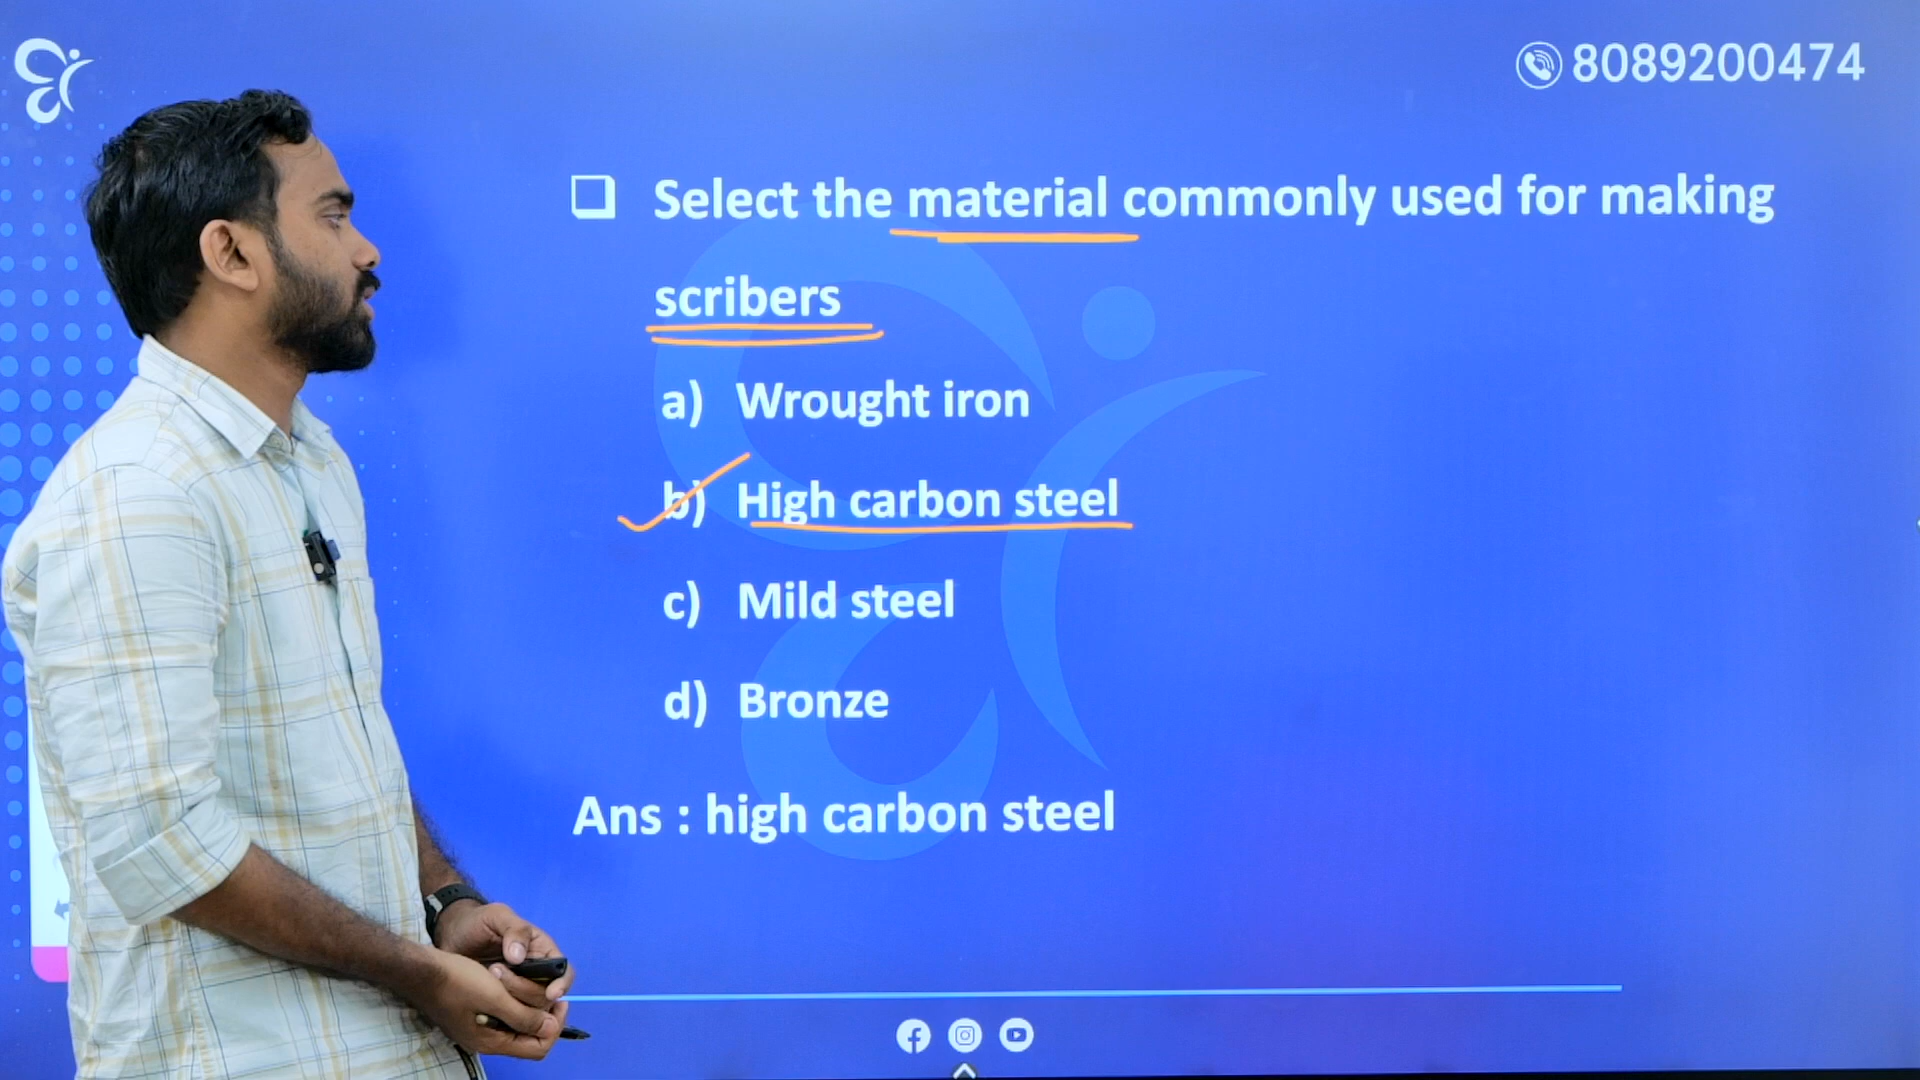 8089200474
❑ Select the material commonly used for making
scribers
a) Wrought iron
b) High carbon steel
c) Mild steel
d) Bronze
Ans : high carbon steel